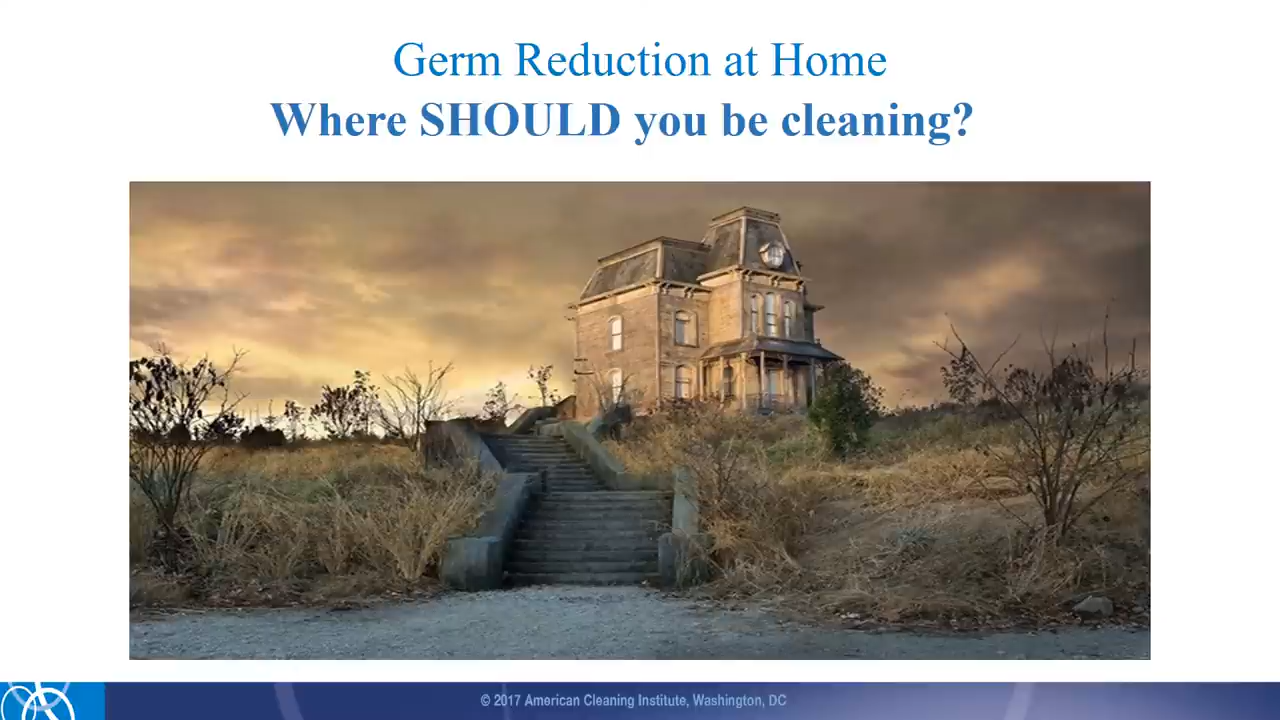 Germ Reduction at Home
Where SHOULD you be cleaning?
© 2017 American Cleaning Institute, Washington, DC